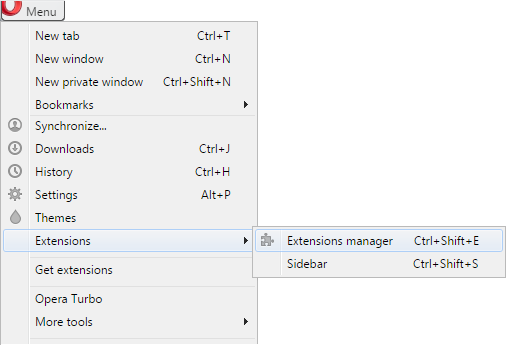 Menu
New tab Ctrl+T
New window Ctrl+N
New private window Ctrl+Shift+N
Bookmarks
Synchronize...
Downloads Ctrl+J
History Ctrl+H
Settings Alt+P
Themes
Extensions
Extensions manager Ctrl+Shift+E
Sidebar Ctrl+Shift+S
Get extensions
Opera Turbo
More tools